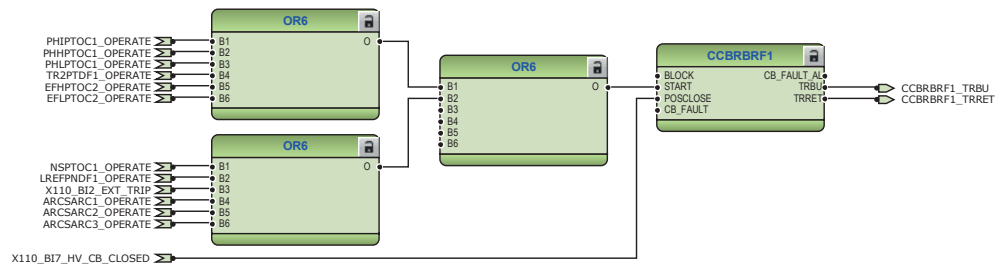 OR6
PHIPTOC1_OPERATE B1 O
PHHPTOC1_OPERATE B2
PHLPTOC1_OPERATE B3
TR2PTDF1_OPERATE B4
EFHPTOC2_OPERATE B5
EFLPTOC2_OPERATE B6
OR6
B1 O
B2
B3
B4
B5
B6
CCBRBRF1
BLOCK CB_FAULT_AL
START TRBU CCBRBRF1_TRBU
POSCLOSE TRRET CCBRBRF1_TRRET
CB_FAULT
OR6
NSPTOC1_OPERATE B1 O
LREFPNDF1_OPERATE B2
X110_BI2_EXT_TRIP B3
ARCSARC1_OPERATE B4
ARCSARC2_OPERATE B5
ARCSARC3_OPERATE B6
X110_BI7_HV_CB_CLOSED